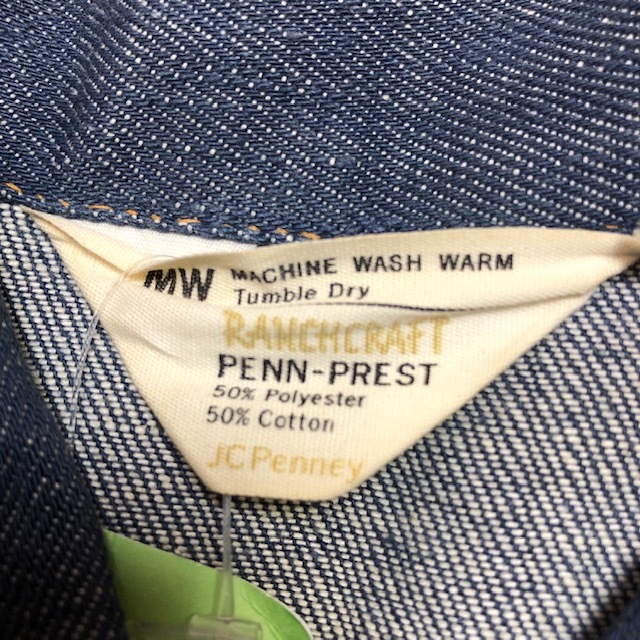 MW MACHINE WASH WARM
Tumble Dry
RANCHCRAFT
PENN-PREST
50% Polyester
50% Cotton
JCPenney